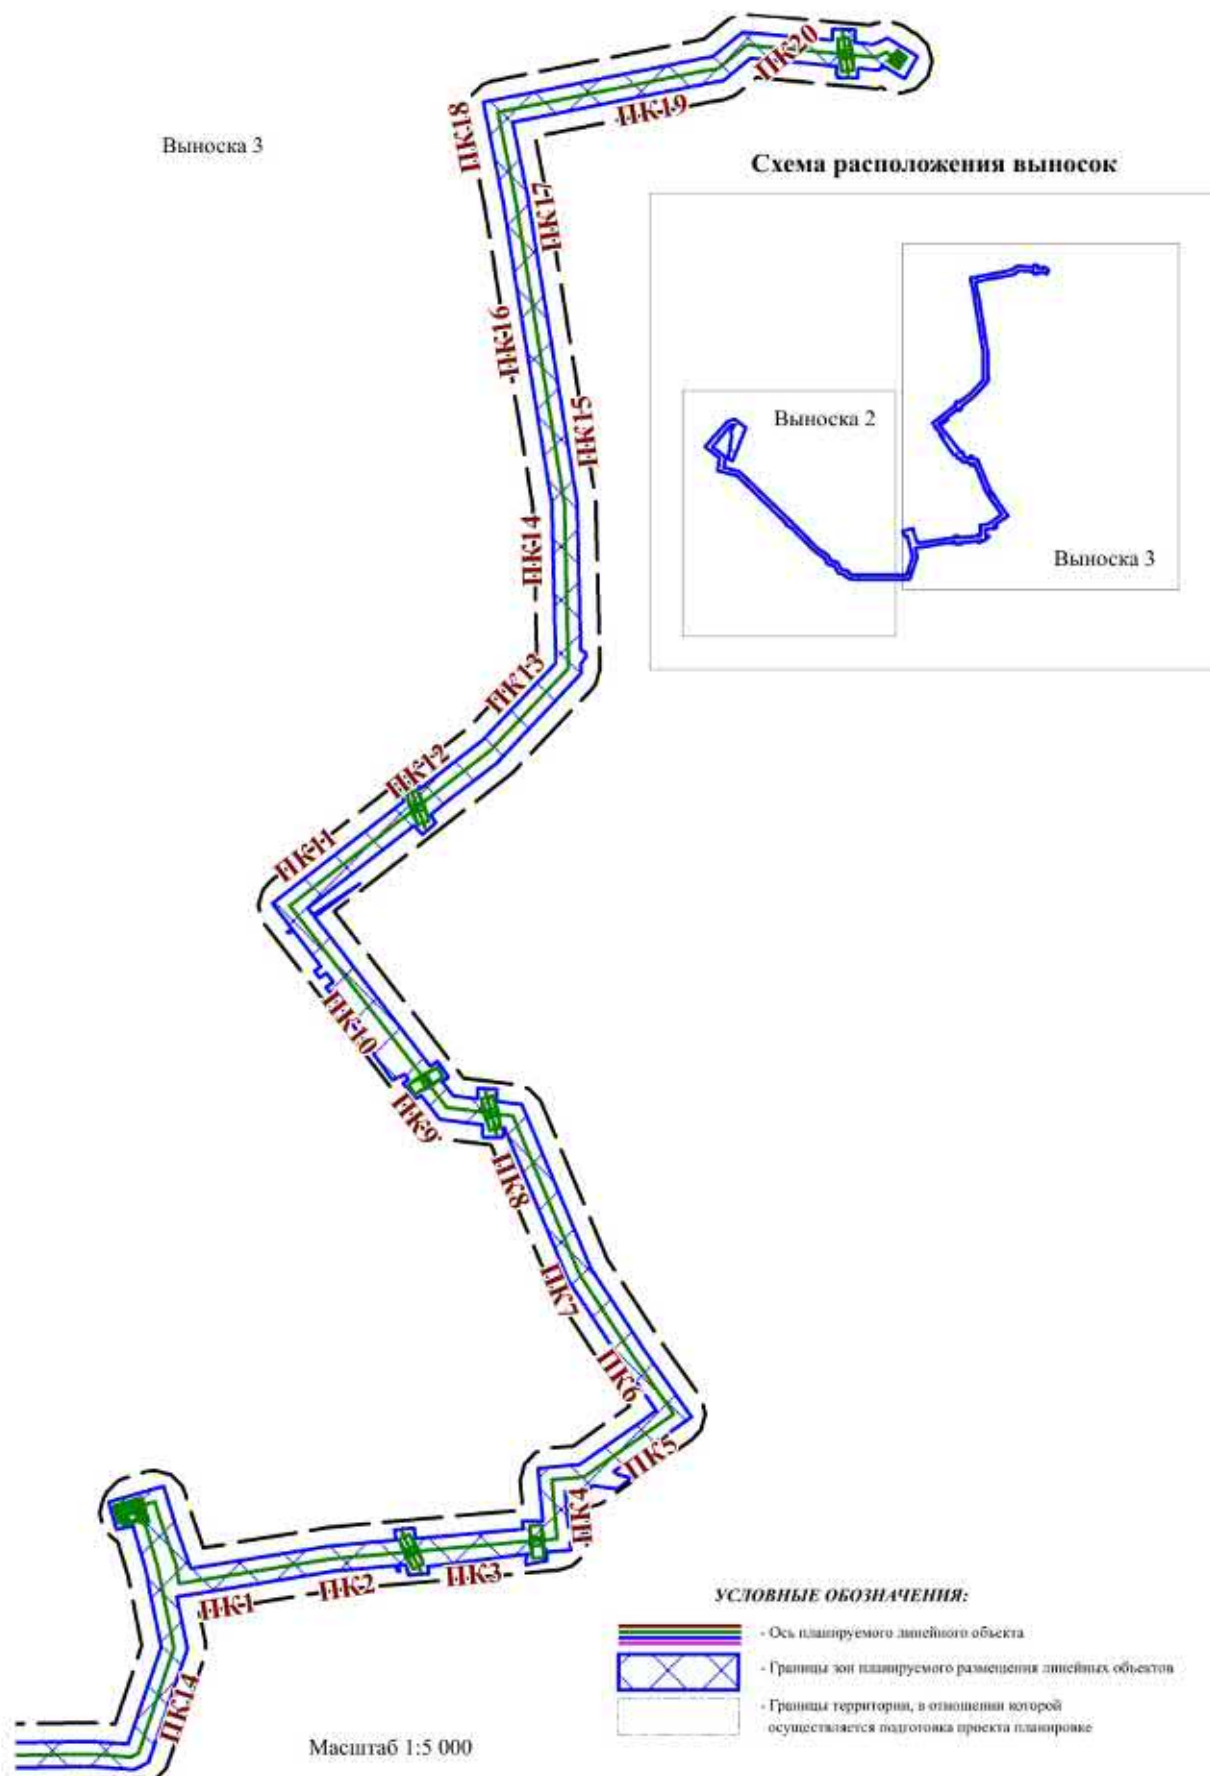 ПК20
ПК19
ПК18
Выноска 3
Схема расположения выносок
ПК17
ПК16
ПК15
Выноска 2
ПК14
Выноска 3
ПК13
ПК12
ПК11
ПК10
ПК9
ПК8
ПК7
ПК6
ПК5
ПК4
ПК3
ПК2
ПК1
УСЛОВНЫЕ ОБОЗНАЧЕНИЯ:
- Ось планируемого линейного объекта
- Границы зон планируемого размещения линейных объектов
- Границы территории, в отношении которой
осуществляется подготовка проекта планировке
ПК14
Масштаб 1:5 000